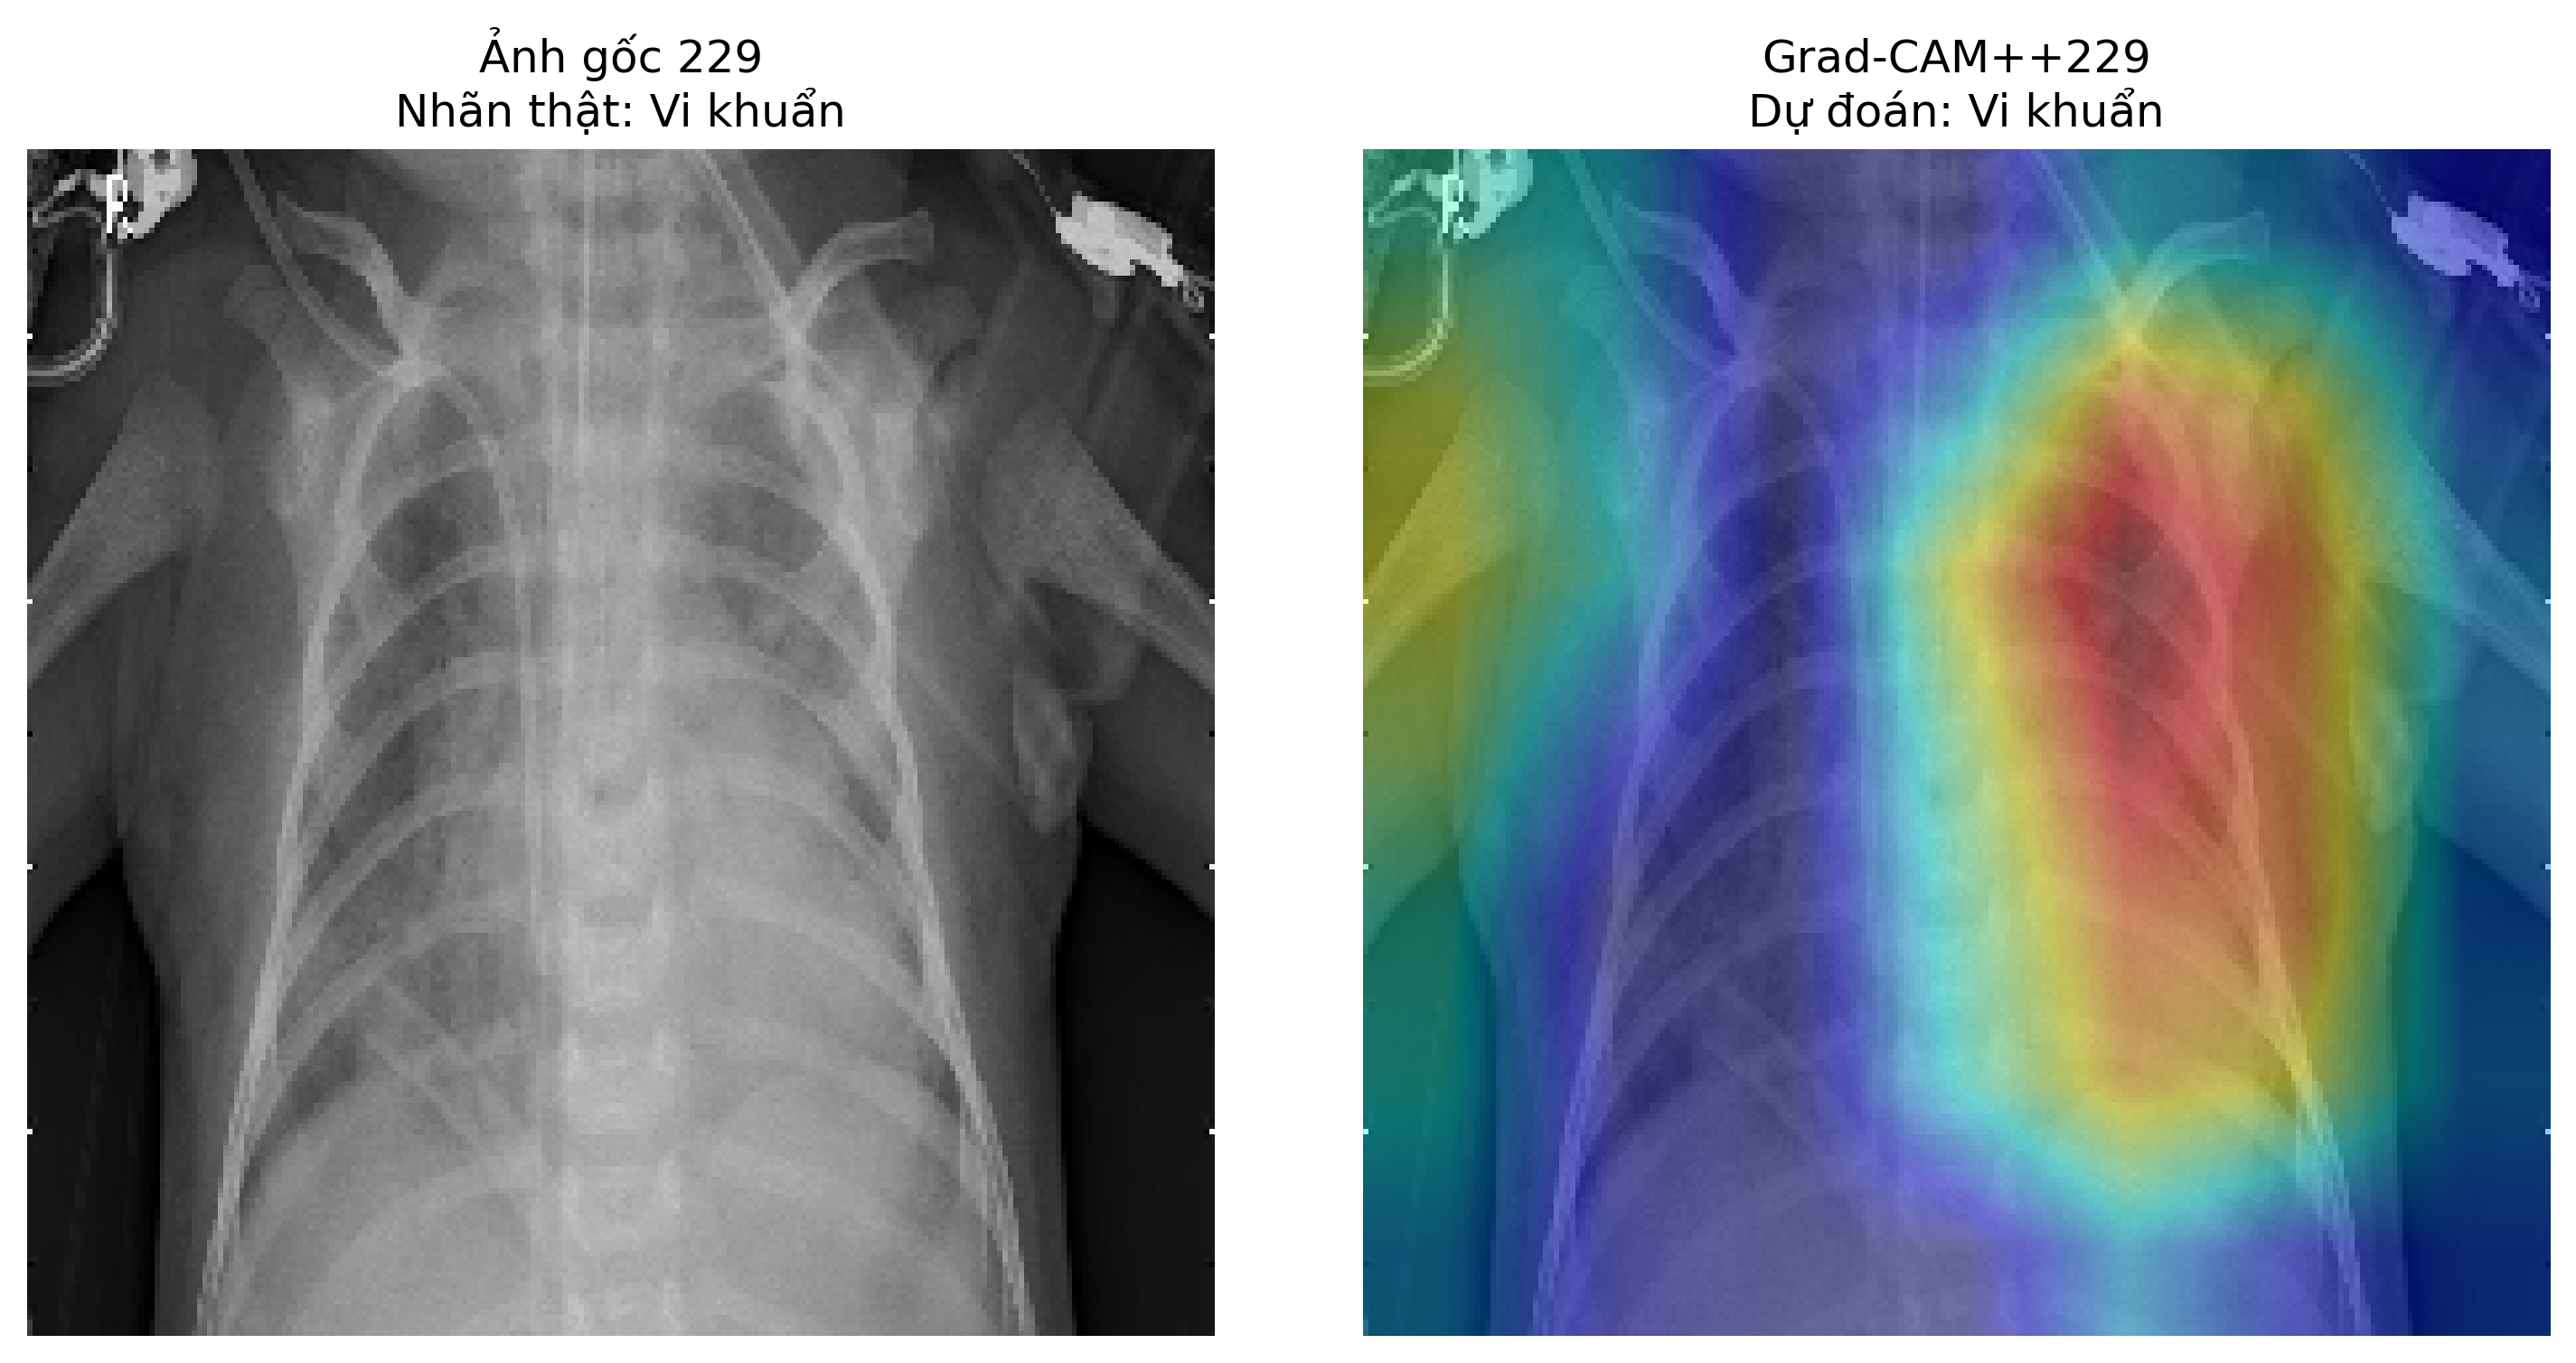 Ảnh gốc 229
Nhãn thật: Vi khuẩn
Grad-CAM++229
Dự đoán: Vi khuẩn